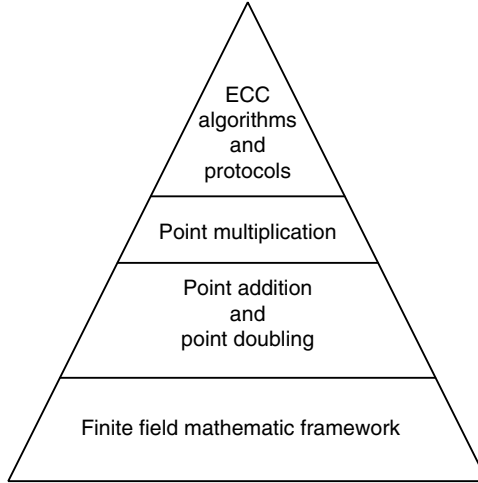 ECC
algorithms
and
protocols
Point multiplication
Point addition
and
point doubling
Finite field mathematic framework